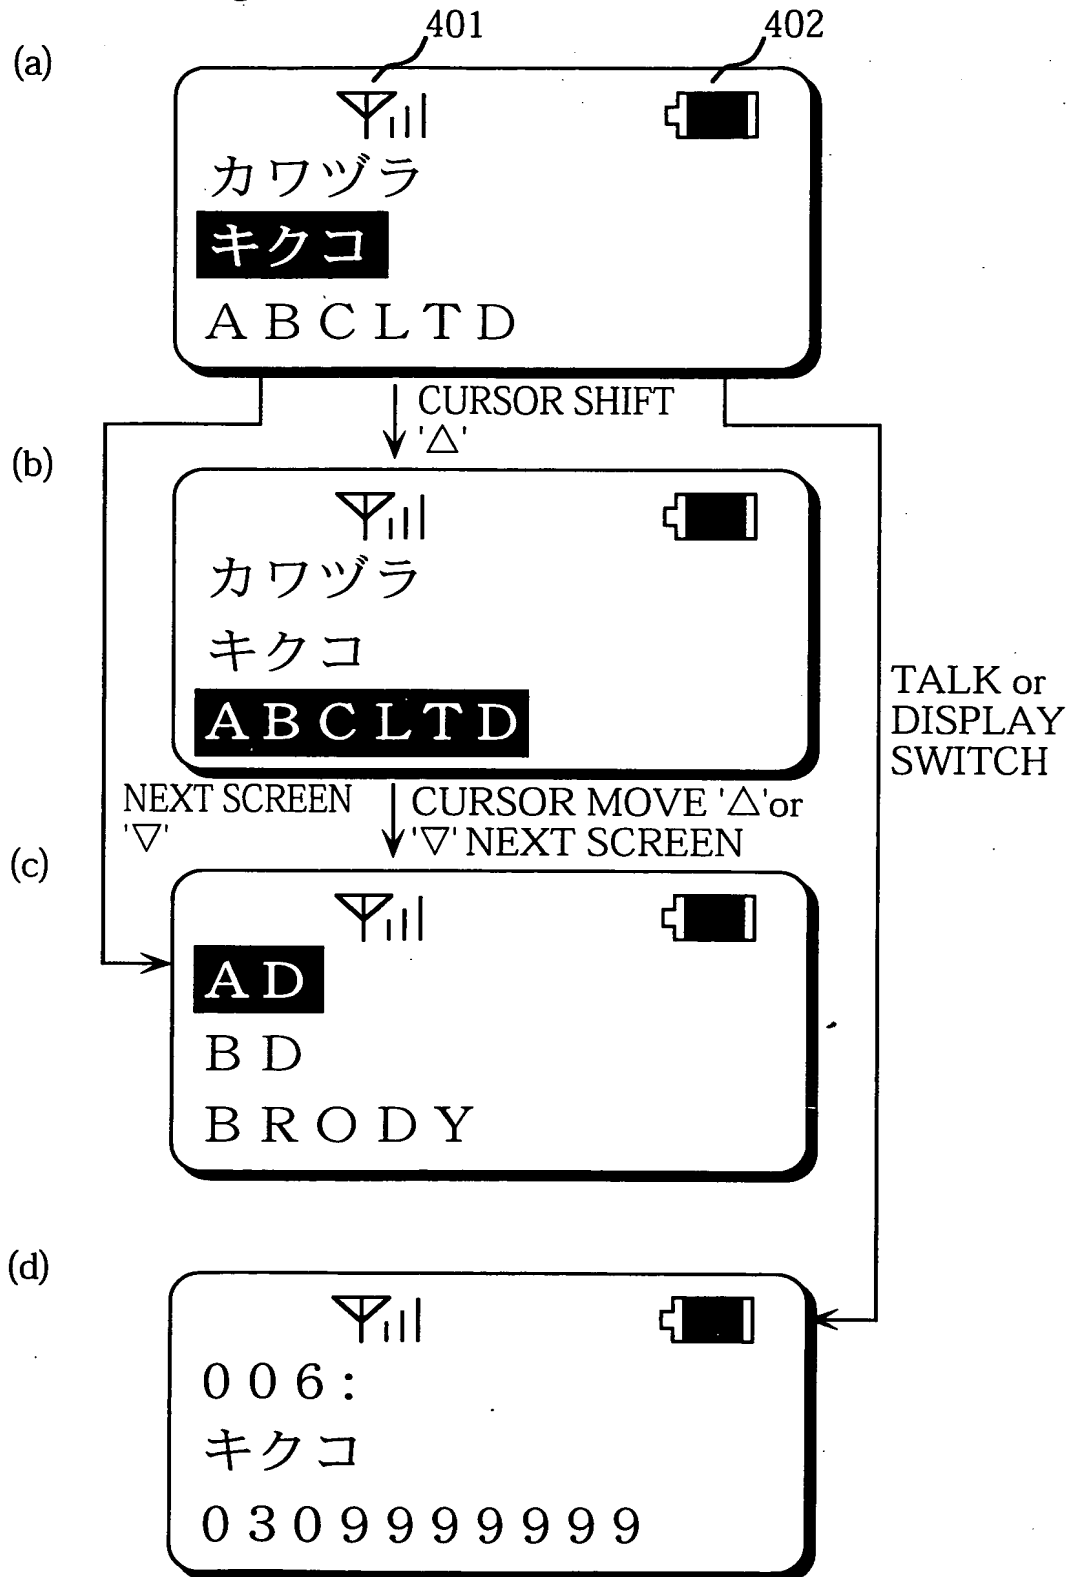 401
402
(a)
カワヅラ
キクコ
ABCLTD
CURSOR SHIFT
'△'
(b)
カワヅラ
キクコ
ABCLTD
TALK or
DISPLAY
SWITCH
NEXT SCREEN
'▽'
CURSOR MOVE '△'or
'▽' NEXT SCREEN
(c)
AD
BD
BRODY
(d)
006:
キクコ
0309999999